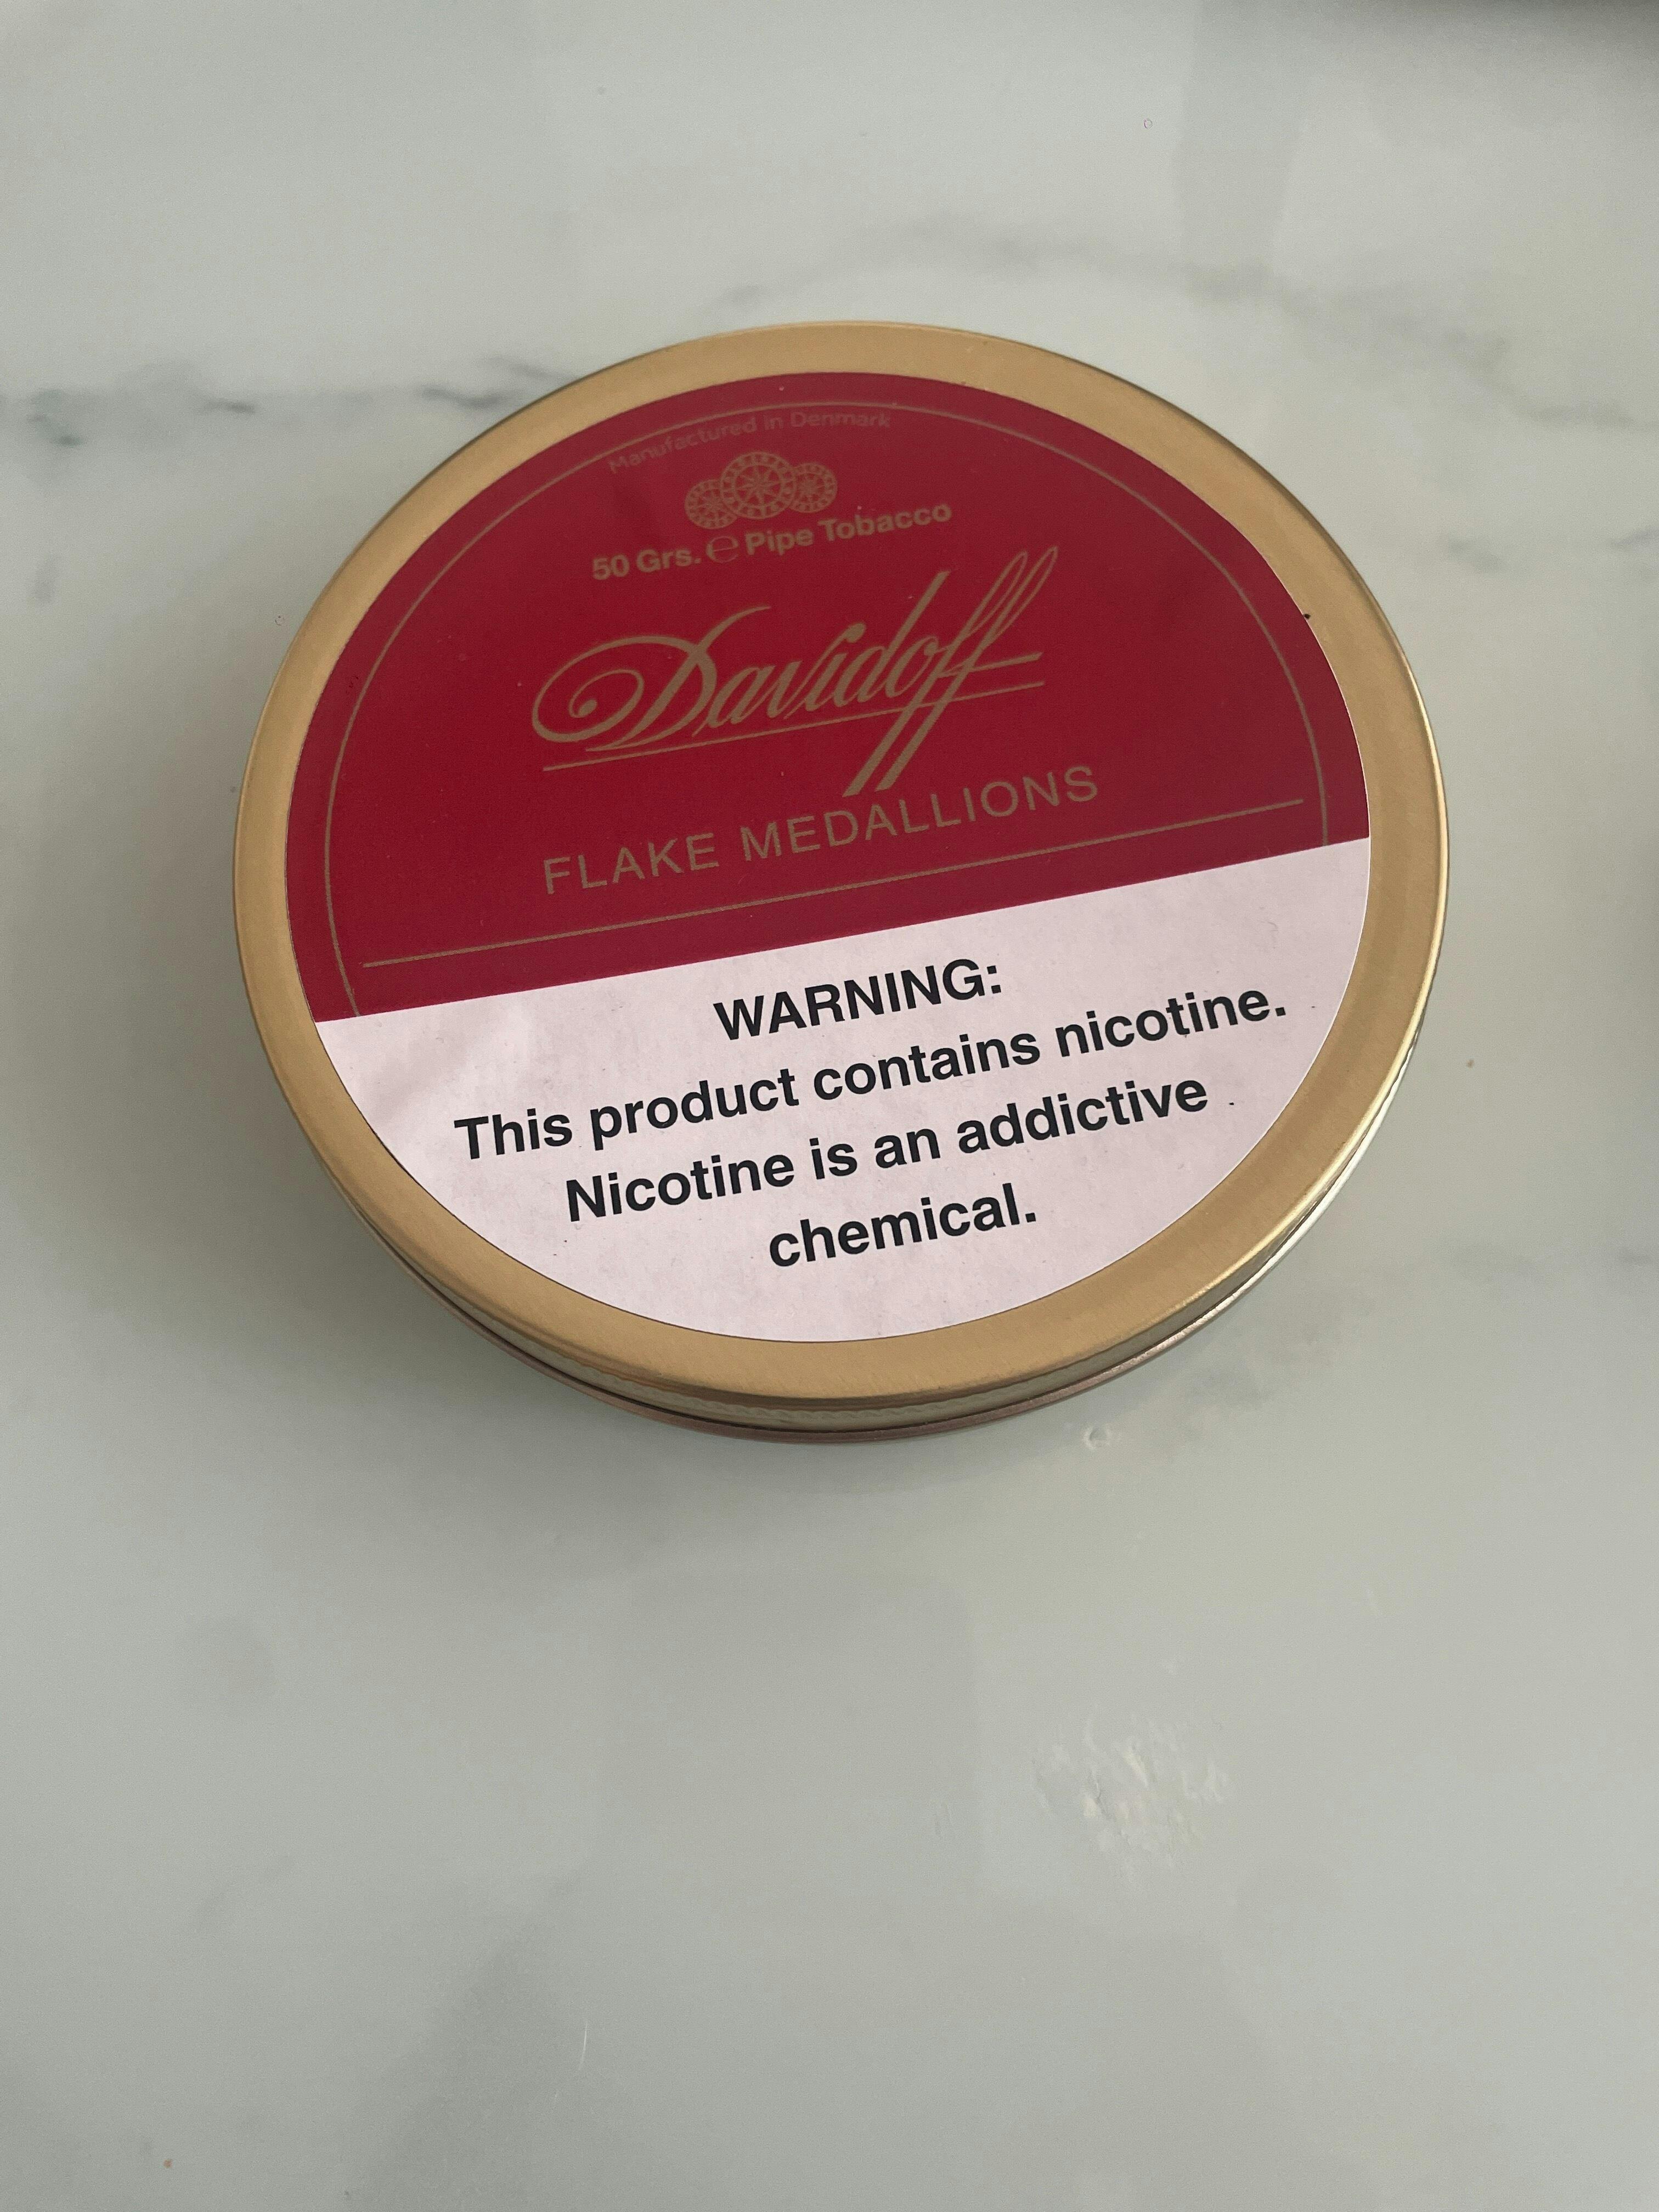 Manufactured in Denmark
50 Grs. ℮ Pipe Tobacco
Davidoff
FLAKE MEDALLIONS
WARNING:
This product contains nicotine.
Nicotine is an addictive
chemical.